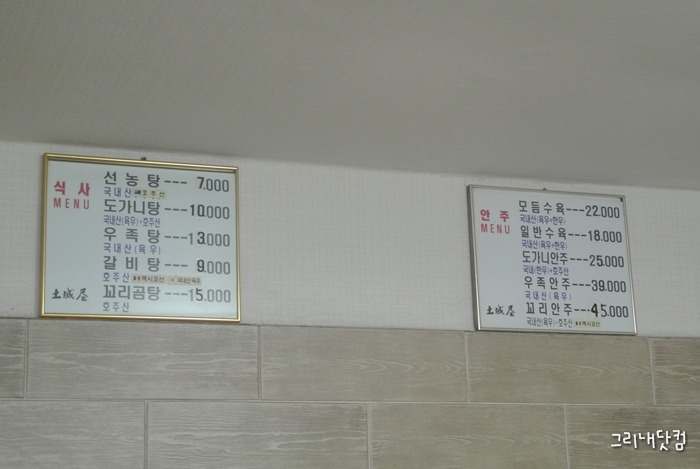 식사
MENU
선농탕---7.000
국내산 호주산
도가니탕---10.000
국내산(육우)+호주산
우족탕---13.000
국내산(육우)
갈비탕---9.000
호주산
꼬리곰탕---15.000
호주산
土城屋
안주
MENU
모듬수육---22.000
국내산(육우+한우)
일반수육---18.000
국내산(육우+한우)
도가니안주---25.000
국내(한우)+호주산
우족안주---39.000
국내산(육우)
꼬리안주---45.000
국내산(육우)+호주산
土城屋
그리내닷컴